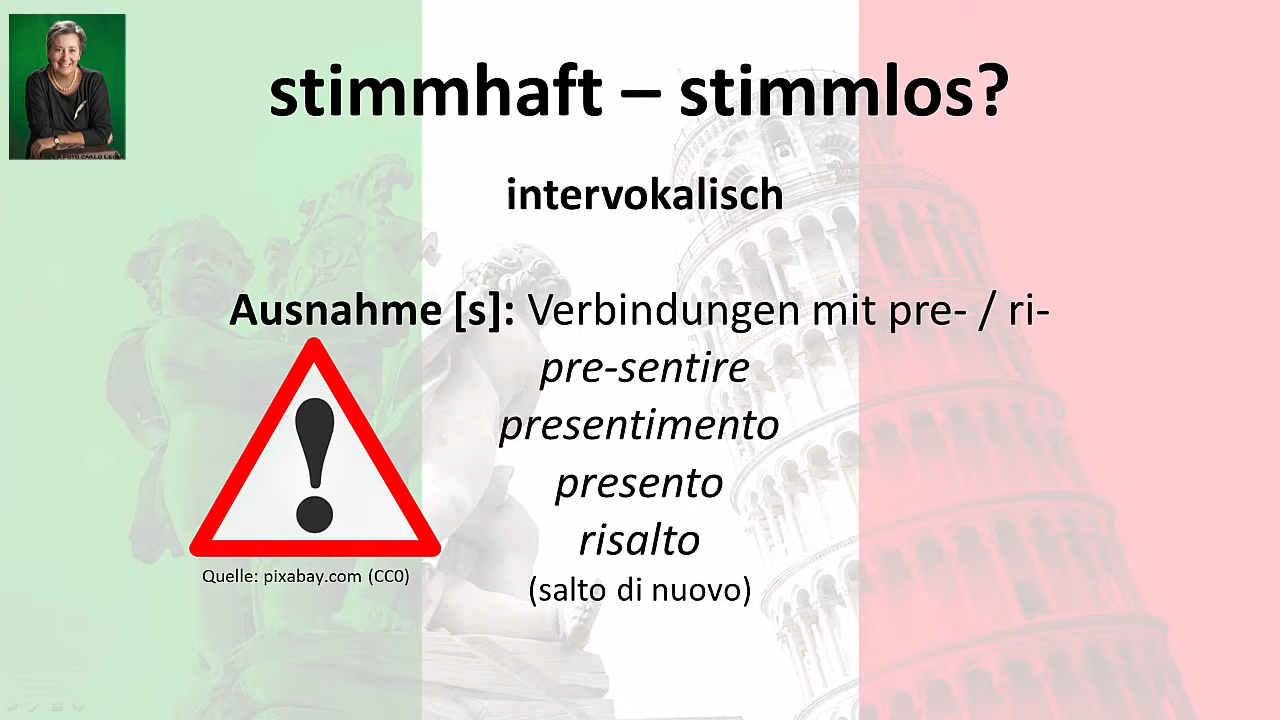 stimmhaft – stimmlos?
intervokalisch
Ausnahme [s]: Verbindungen mit pre- / ri-
pre-sentire
presentimento
presento
risalto
(salto di nuovo)
Quelle: pixabay.com (CC0)